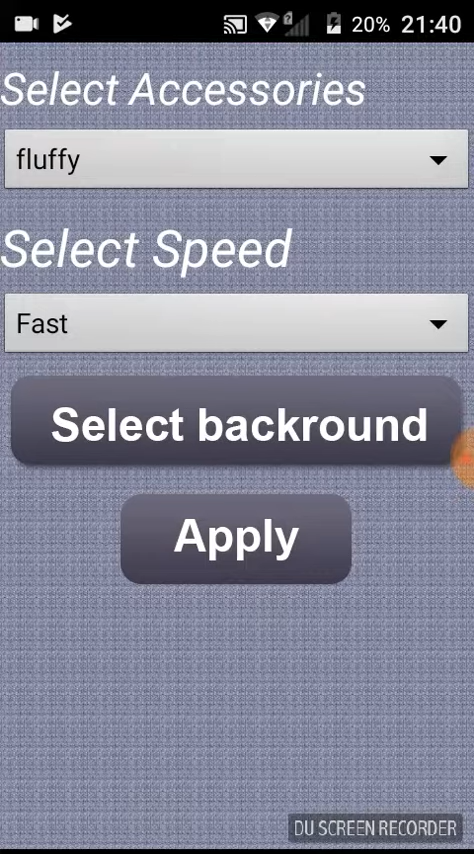 20% 21:40
Select Accessories
fluffy
Select Speed
Fast
Select backround
Apply
DU SCREEN RECORDER